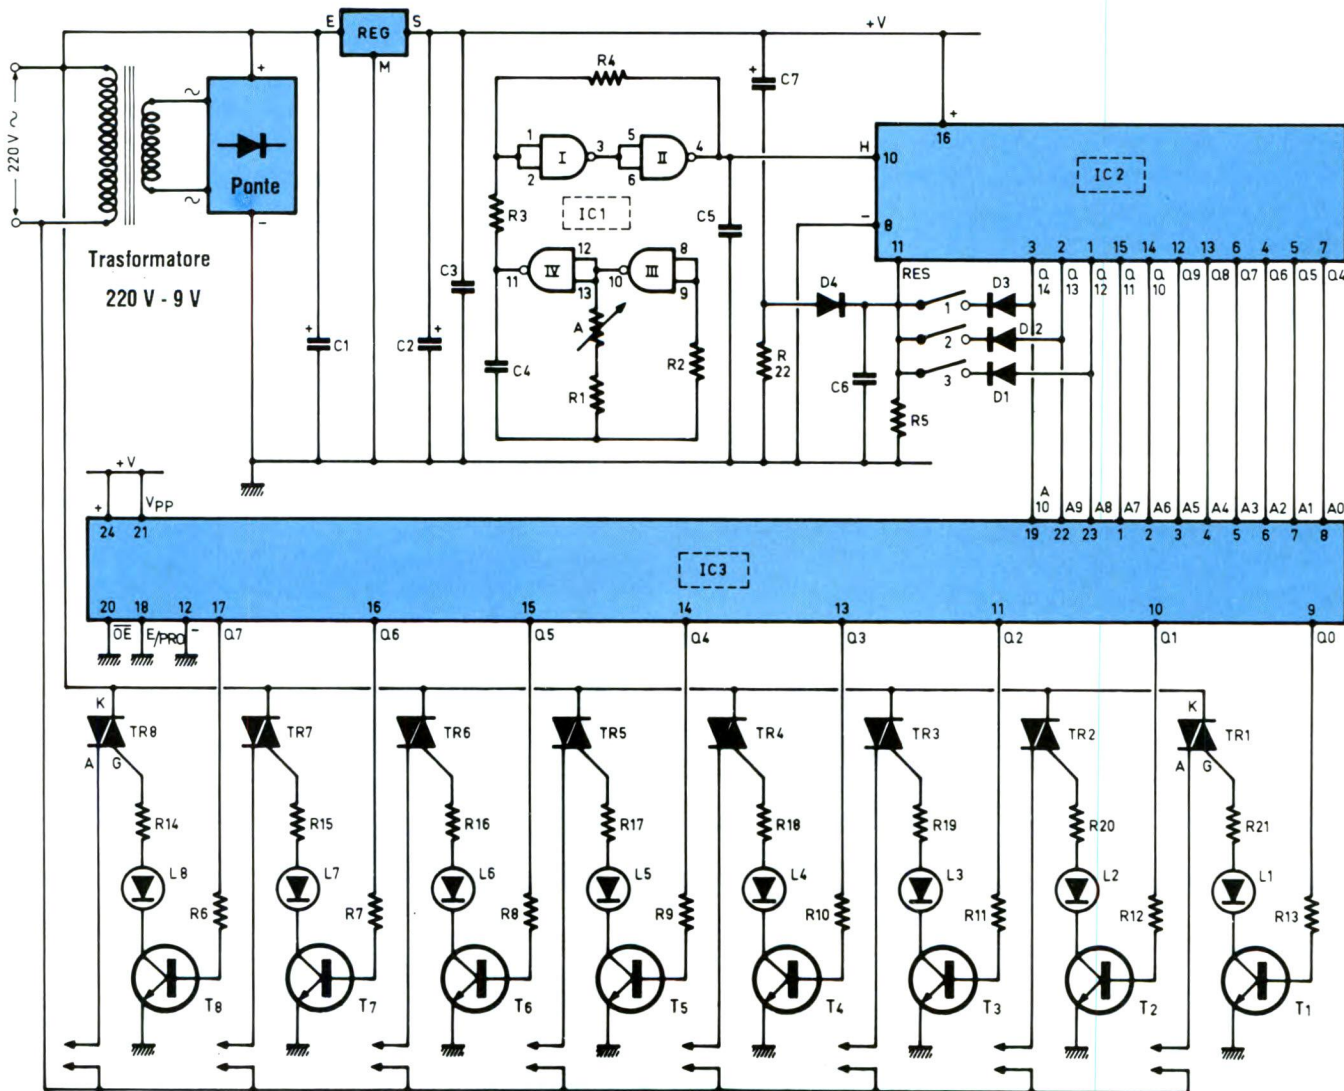 E REG S +V
M
220 V ~
+
~
Ponte
~
-
Trasformatore
220 V - 9 V
+
C1
+
C2
C3
R4
1
2
I
3
5
6
II
4
R3
IC1
11
IV
12
13
10
III
8
9
A
R1
R2
C4
C5
+
C7
R
22
D4
C6
R5
H
10
+
16
IC2
-
8
11
RES
3 2 1 15 14 12 13 6 4 5 7
Q14 Q13 Q12 Q11 Q10 Q9 Q8 Q7 Q6 Q5 Q4
1 D3
2 D2
3 D1
A10 A9 A8 A7 A6 A5 A4 A3 A2 A1 A0
19 22 23 1 2 3 4 5 6 7 8
+V
+ VPP
24 21
IC3
20 18 12 17 16 15 14 13 11 10 9
OE E/PRO - Q7 Q6 Q5 Q4 Q3 Q2 Q1 Q0
K K
TR8 TR7 TR6 TR5 TR4 TR3 TR2 TR1
A G A G
R14 R15 R16 R17 R18 R19 R20 R21
L8 L7 L6 L5 L4 L3 L2 L1
R6 R7 R8 R9 R10 R11 R12 R13
T8 T7 T6 T5 T4 T3 T2 T1